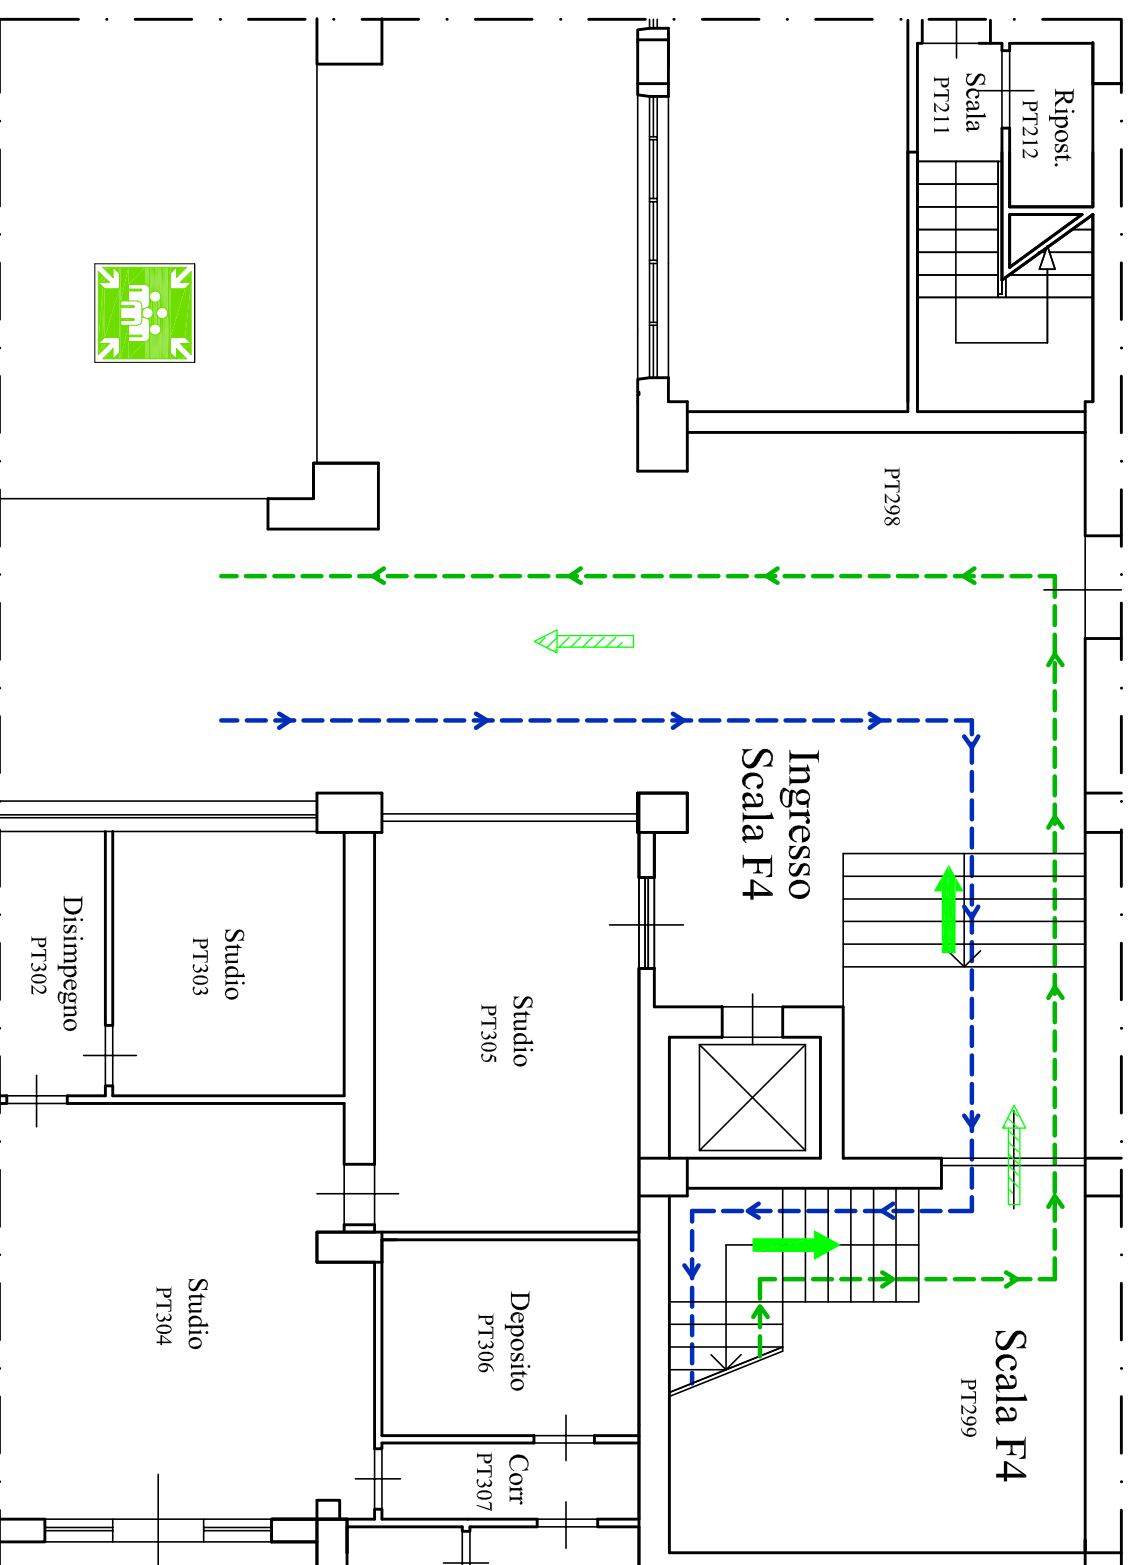 Ripost.
PT212
Scala
PT211
PT298
Ingresso
Scala F4
Scala F4
PT299
Studio
PT305
Studio
PT303
Disimpegno
PT302
Studio
PT304
Deposito
PT306
Corr
PT307